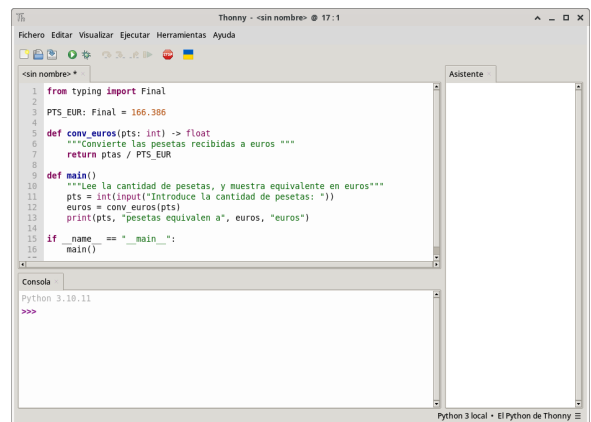 Thonny - <sin nombre> @ 17:1
Fichero Editar Visualizar Ejecutar Herramientas Ayuda
STOP
<sin nombre> *
Asistente
1 from typing import Final
2
3 PTS_EUR: Final = 166.386
4
5 def conv_euros(pts: int) -> float
6 """Convierte las pesetas recibidas a euros """
7 return ptas / PTS_EUR
8
9 def main()
10 """Lee la cantidad de pesetas, y muestra equivalente en euros"""
11 pts = int(input("Introduce la cantidad de pesetas: "))
12 euros = conv_euros(pts)
13 print(pts, "pesetas equivalen a", euros, "euros")
14
15 if __name__ == "__main__":
16 main()
Consola
Python 3.10.11
>>>
Python 3 local • El Python de Thonny ☰